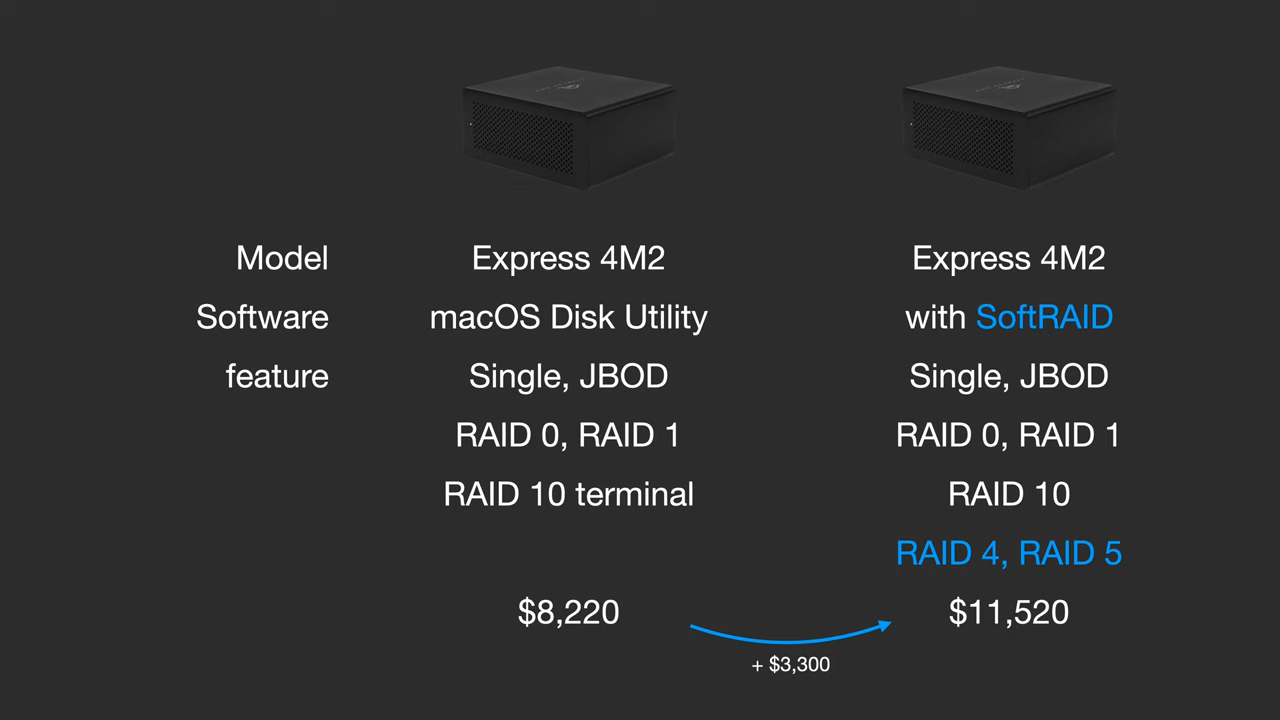 Model Express 4M2 Express 4M2
Software macOS Disk Utility with SoftRAID
feature Single, JBOD Single, JBOD
RAID 0, RAID 1 RAID 0, RAID 1
RAID 10 terminal RAID 10
RAID 4, RAID 5
$8,220 $11,520
+ $3,300